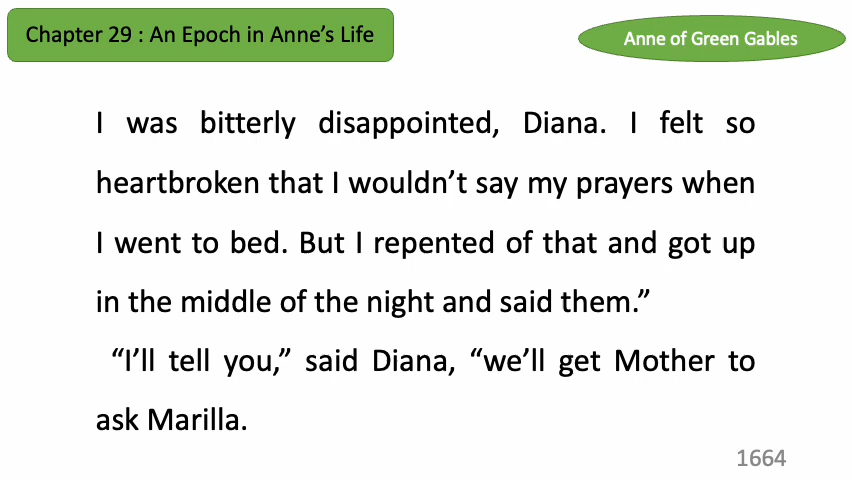 Chapter 29 : An Epoch in Anne’s Life
Anne of Green Gables
I was bitterly disappointed, Diana. I felt so
heartbroken that I wouldn’t say my prayers when
I went to bed. But I repented of that and got up
in the middle of the night and said them.”
“I’ll tell you,” said Diana, “we’ll get Mother to
ask Marilla.
1664